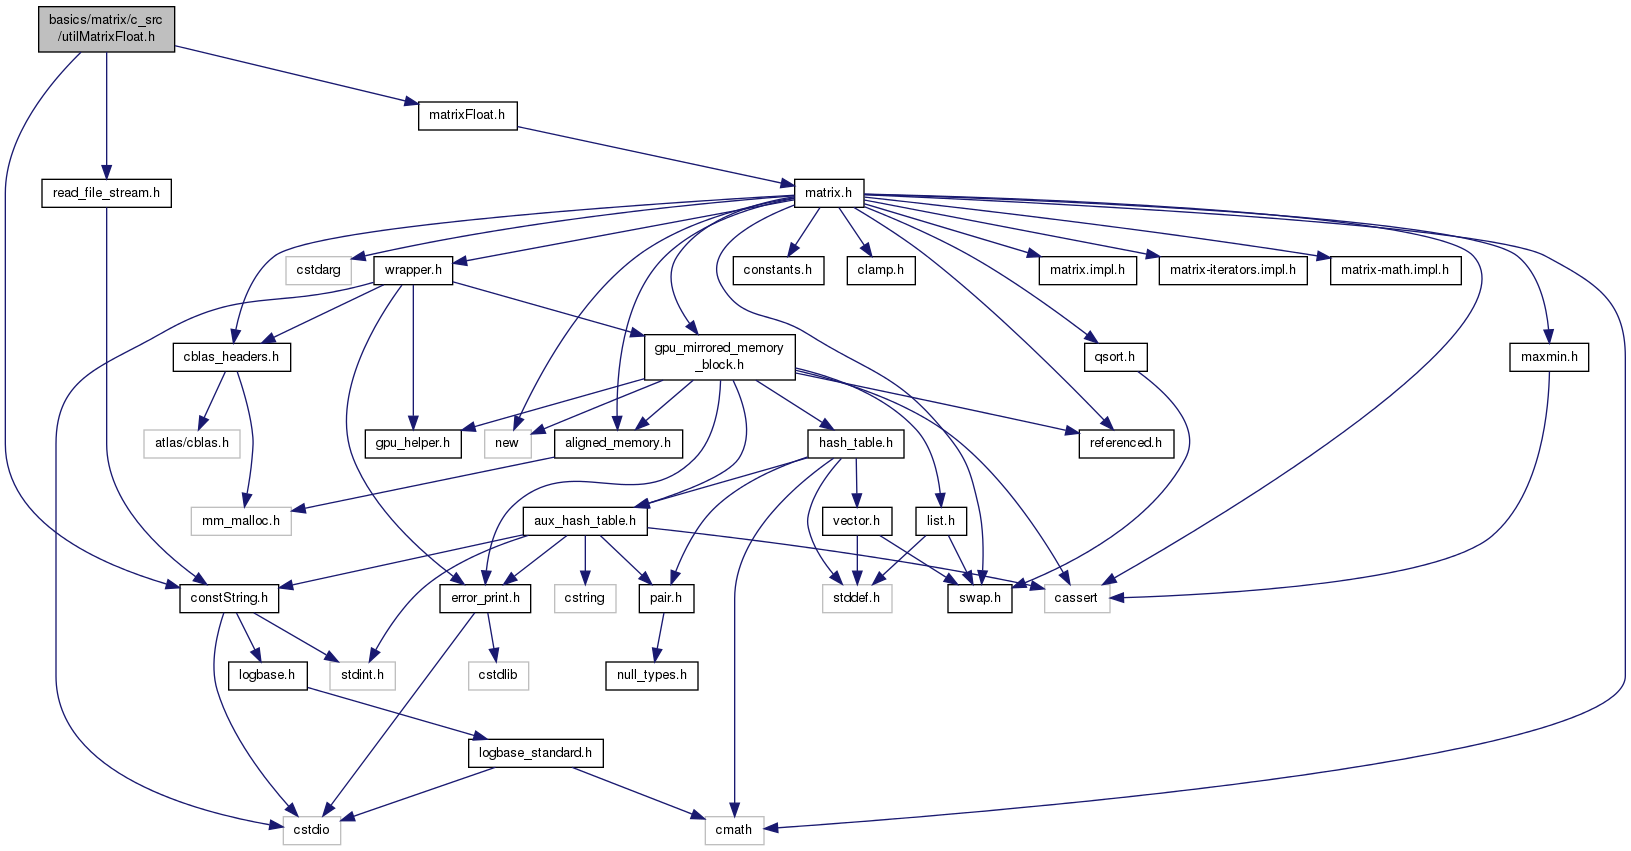 basics/matrix/c_src
/utilMatrixFloat.h
matrixFloat.h
read_file_stream.h
matrix.h
cstdarg
wrapper.h
constants.h
clamp.h
matrix.impl.h
matrix-iterators.impl.h
matrix-math.impl.h
cblas_headers.h
gpu_mirrored_memory
_block.h
qsort.h
maxmin.h
atlas/cblas.h
gpu_helper.h
new
aligned_memory.h
hash_table.h
referenced.h
mm_malloc.h
aux_hash_table.h
vector.h
list.h
constString.h
error_print.h
cstring
pair.h
stddef.h
swap.h
cassert
logbase.h
stdint.h
cstdlib
null_types.h
logbase_standard.h
cstdio
cmath